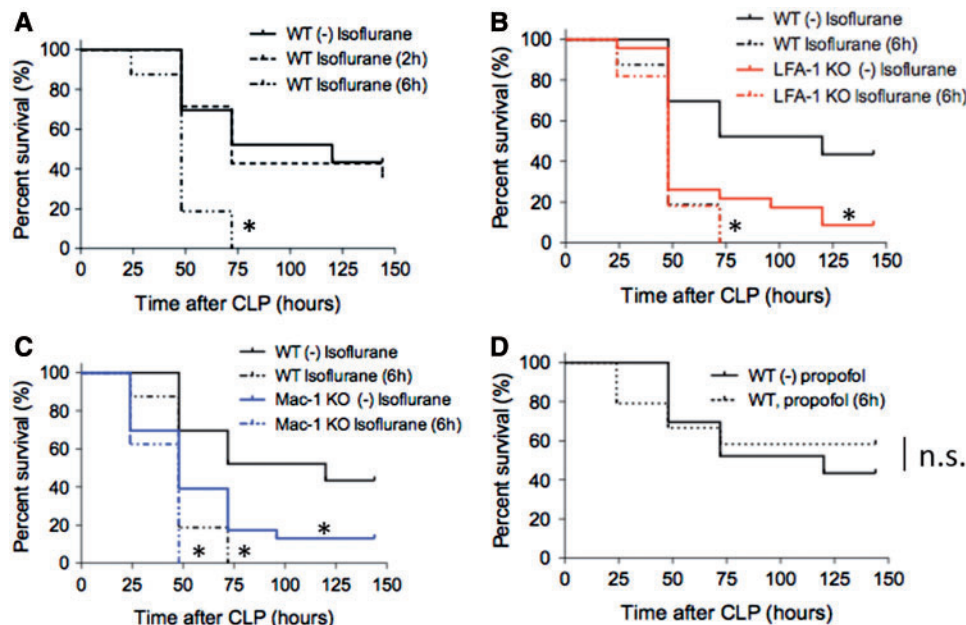 A
WT (-) Isoflurane
WT Isoflurane (2h)
WT Isoflurane (6h)
Percent survival (%)
100
80
60
40
20
0
*
0 25 50 75 100 125 150
Time after CLP (hours)
B
WT (-) Isoflurane
WT Isoflurane (6h)
LFA-1 KO (-) Isoflurane
LFA-1 KO Isoflurane (6h)
Percent survival (%)
100
80
60
40
20
0
* *
0 25 50 75 100 125 150
Time after CLP (hours)
C
WT (-) Isoflurane
WT Isoflurane (6h)
Mac-1 KO (-) Isoflurane
Mac-1 KO Isoflurane (6h)
Percent survival (%)
100
80
60
40
20
0
* * *
0 25 50 75 100 125 150
Time after CLP (hours)
D
WT (-) propofol
WT, propofol (6h)
Percent survival (%)
100
80
60
40
20
0
n.s.
0 25 50 75 100 125 150
Time after CLP (hours)